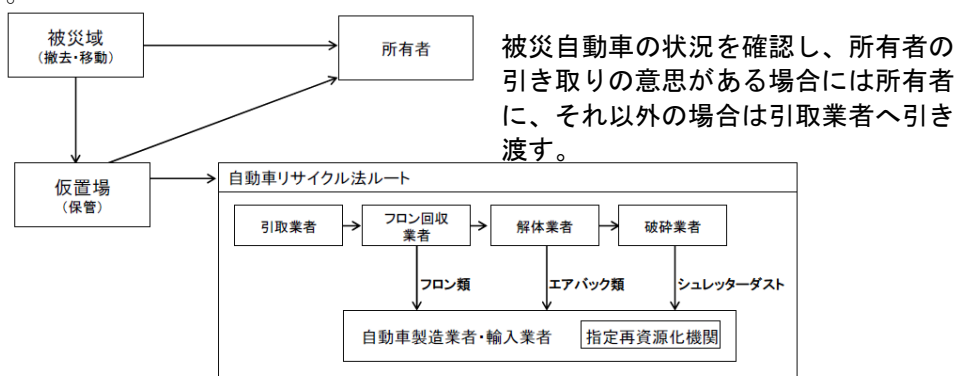 。
被災域
(撤去・移動)
所有者
被災自動車の状況を確認し、所有者の
引き取りの意思がある場合には所有者
に、それ以外の場合は引取業者へ引き
渡す。
仮置場
(保管)
自動車リサイクル法ルート
引取業者
フロン回収
業者
解体業者
破砕業者
フロン類
エアバック類
シュレッターダスト
自動車製造業者・輸入業者
指定再資源化機関